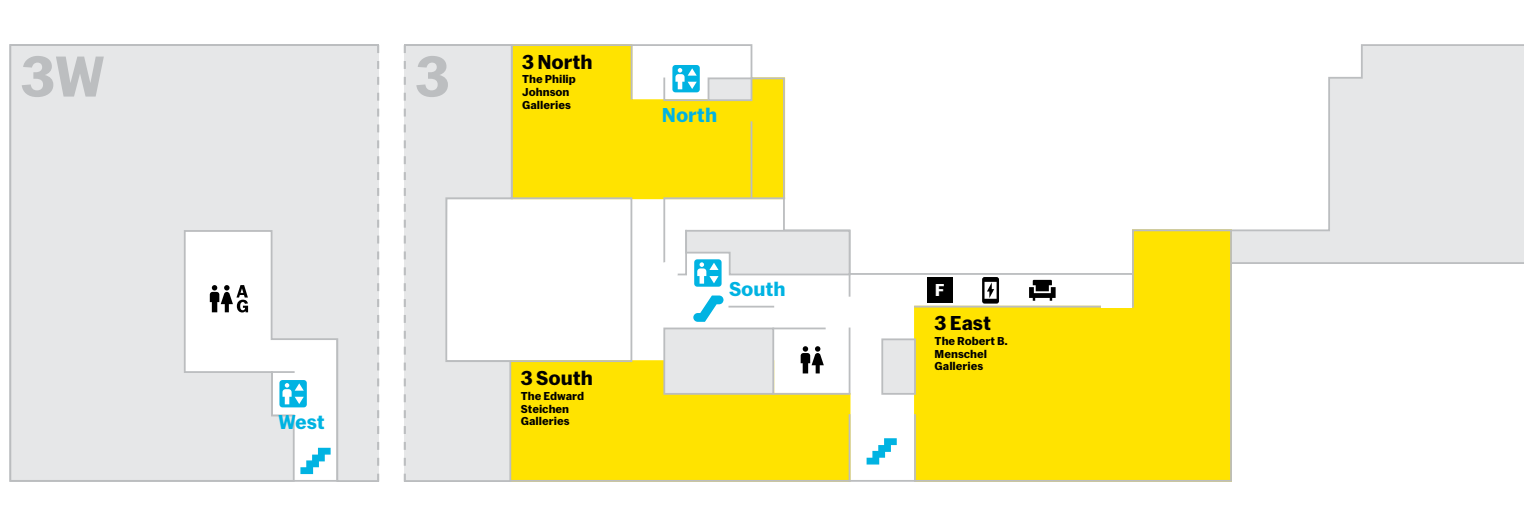 3W
3
3 North
The Philip
Johnson
Galleries
North
A
G
South
F
3 East
The Robert B.
Menschel
Galleries
3 South
The Edward
Steichen
Galleries
West